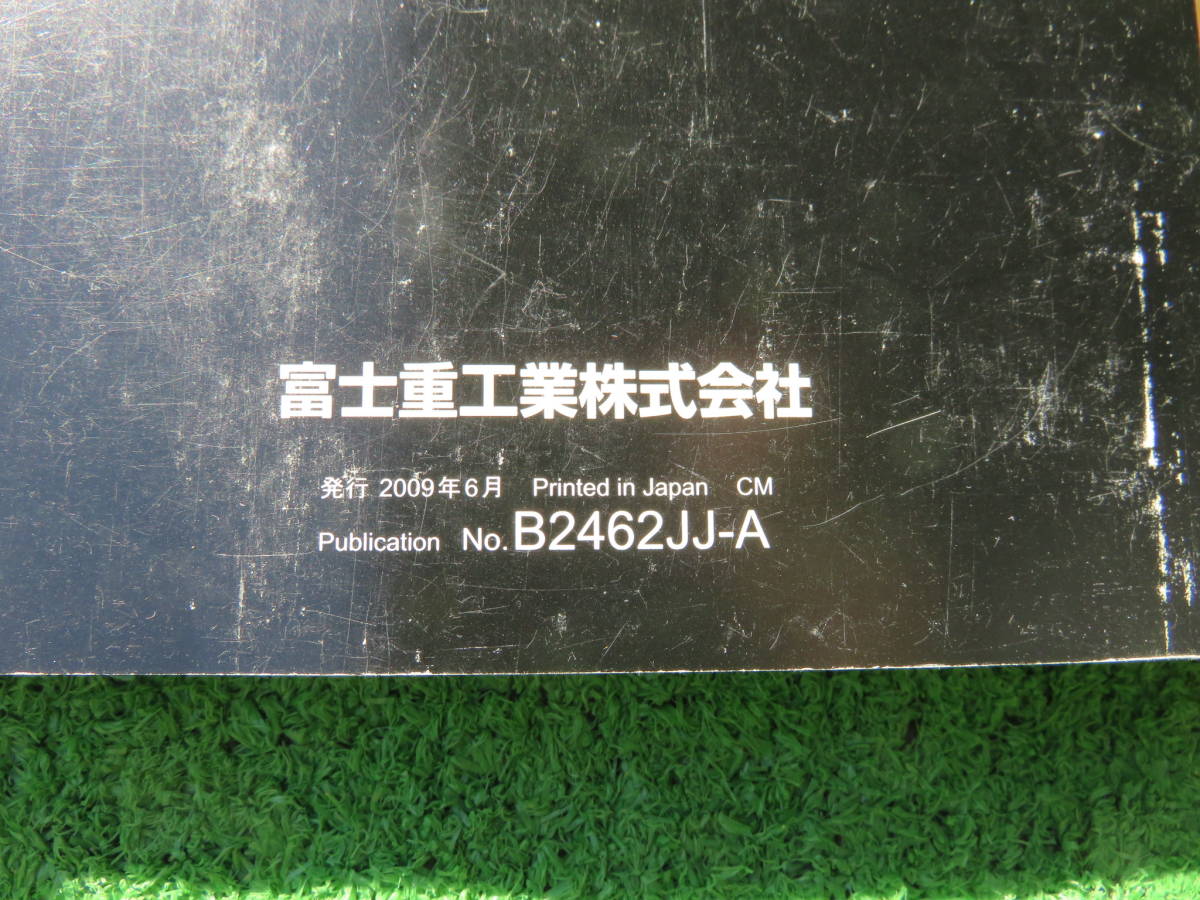 富士重工業株式会社
発行 2009年6月 Printed in Japan CM
Publication No.B2462JJ-A